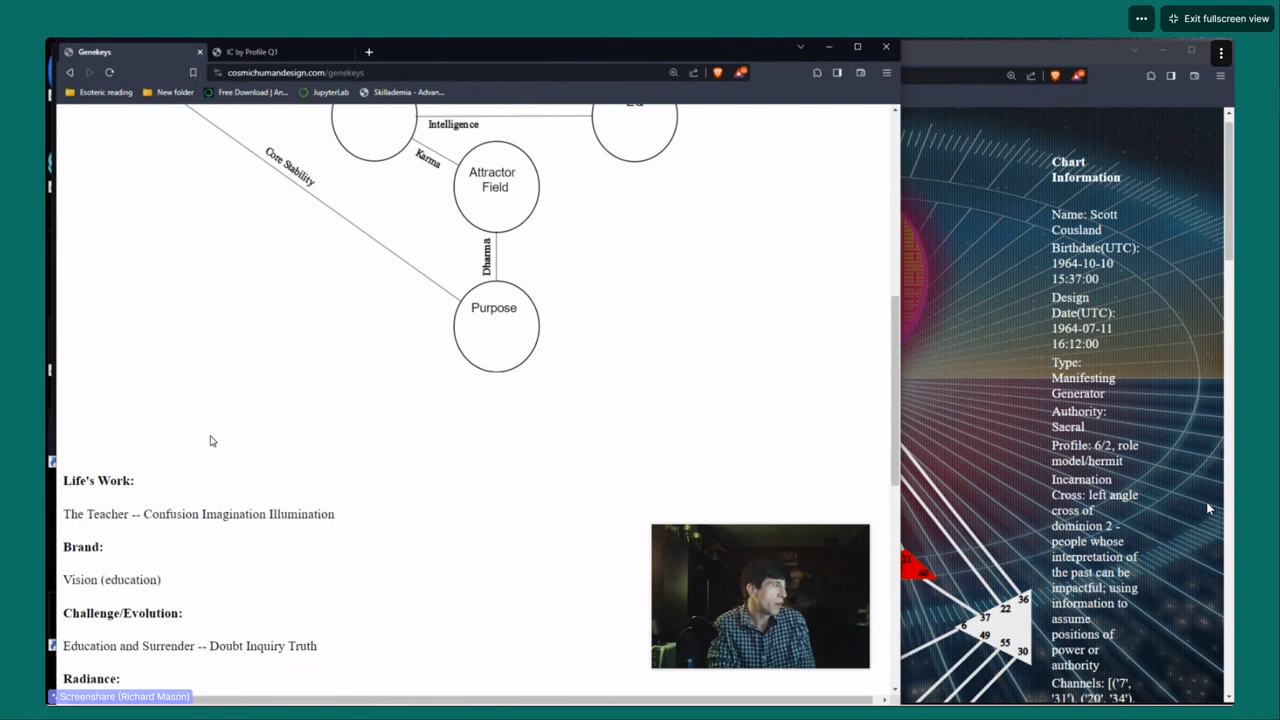 Exit fullscreen view
Genekeys
IC by Profile Q1
cosmichumandesign.com/genekeys
Esoteric reading
New folder
Free Download | An...
JupyterLab
Skillademia - Advan...
EQ
Intelligence
Karma
Core Stability
Attractor
Field
Dharma
Purpose
Life's Work:
The Teacher -- Confusion Imagination Illumination
Brand:
Vision (education)
Challenge/Evolution:
Education and Surrender -- Doubt Inquiry Truth
Radiance:
Screenshare (Richard Mason)
Chart
Information
Name: Scott
Cousland
Birthdate(UTC):
1964-10-10
15:37:00
Design
Date(UTC):
1964-07-11
16:12:00
Type:
Manifesting
Generator
Authority:
Sacral
Profile: 6/2, role
model/hermit
Incarnation
Cross: left angle
cross of
dominion 2 -
people whose
interpretation of
the past can be
impactful; using
information to
assume
positions of
power or
authority
Channels: [('7',
'31'), ('20', '34'),
21
40
36
22
37
6
49
55
30